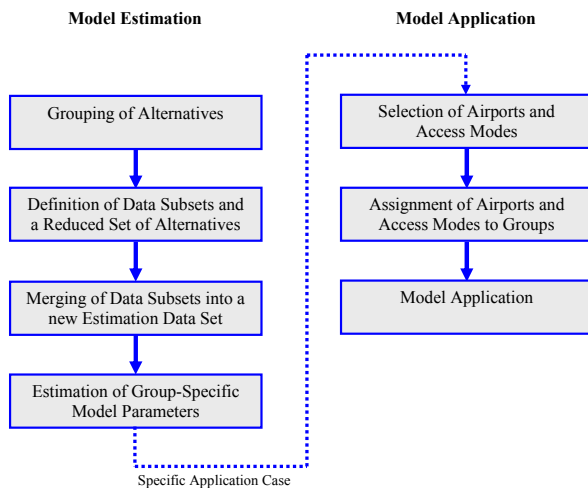 Model Estimation
Grouping of Alternatives
Definition of Data Subsets and
a Reduced Set of Alternatives
Merging of Data Subsets into a
new Estimation Data Set
Estimation of Group-Specific
Model Parameters
Specific Application Case
Model Application
Selection of Airports and
Access Modes
Assignment of Airports and
Access Modes to Groups
Model Application